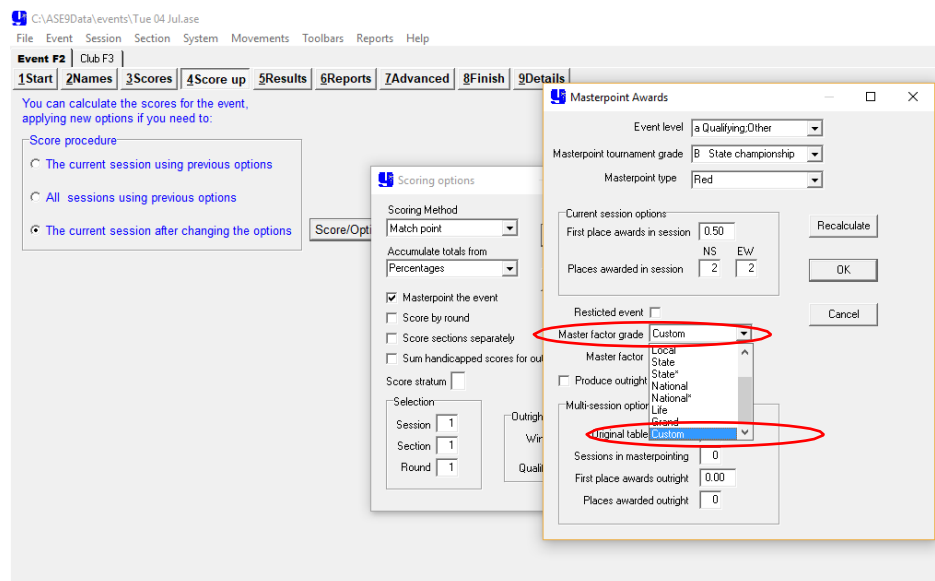 C:\ASE9Data\events\Tue 04 Jul.ase
File Event Session Section System Movements Toolbars Reports Help
Event F2 Club F3
1Start 2Names 3Scores 4Score up 5Results 6Reports 7Advanced 8Finish 9Details
You can calculate the scores for the event,
applying new options if you need to:
Score procedure
The current session using previous options
All sessions using previous options
The current session after changing the options
Score/Opti
Scoring options
Scoring Method
Match point
Accumulate totals from
Percentages
Masterpoint the event
Score by round
Score sections separately
Sum handicapped scores for ou
Score stratum
Selection
Session 1
Section 1
Round 1
Outrigh
Wir
Quali
Masterpoint Awards
Event level a Qualifying;Other
Masterpoint tournament grade B State championship
Masterpoint type Red
Current session options
First place awards in session 0.50
NS EW
Places awarded in session 2 2
Recalculate
OK
Cancel
Resticted event
Master factor grade Custom
Master factor
Local
State
State*
National
National*
Life
Grand
Custom
Produce outright
Multi-session option
Original table
Sessions in masterpointing 0
First place awards outright 0.00
Places awarded outright 0